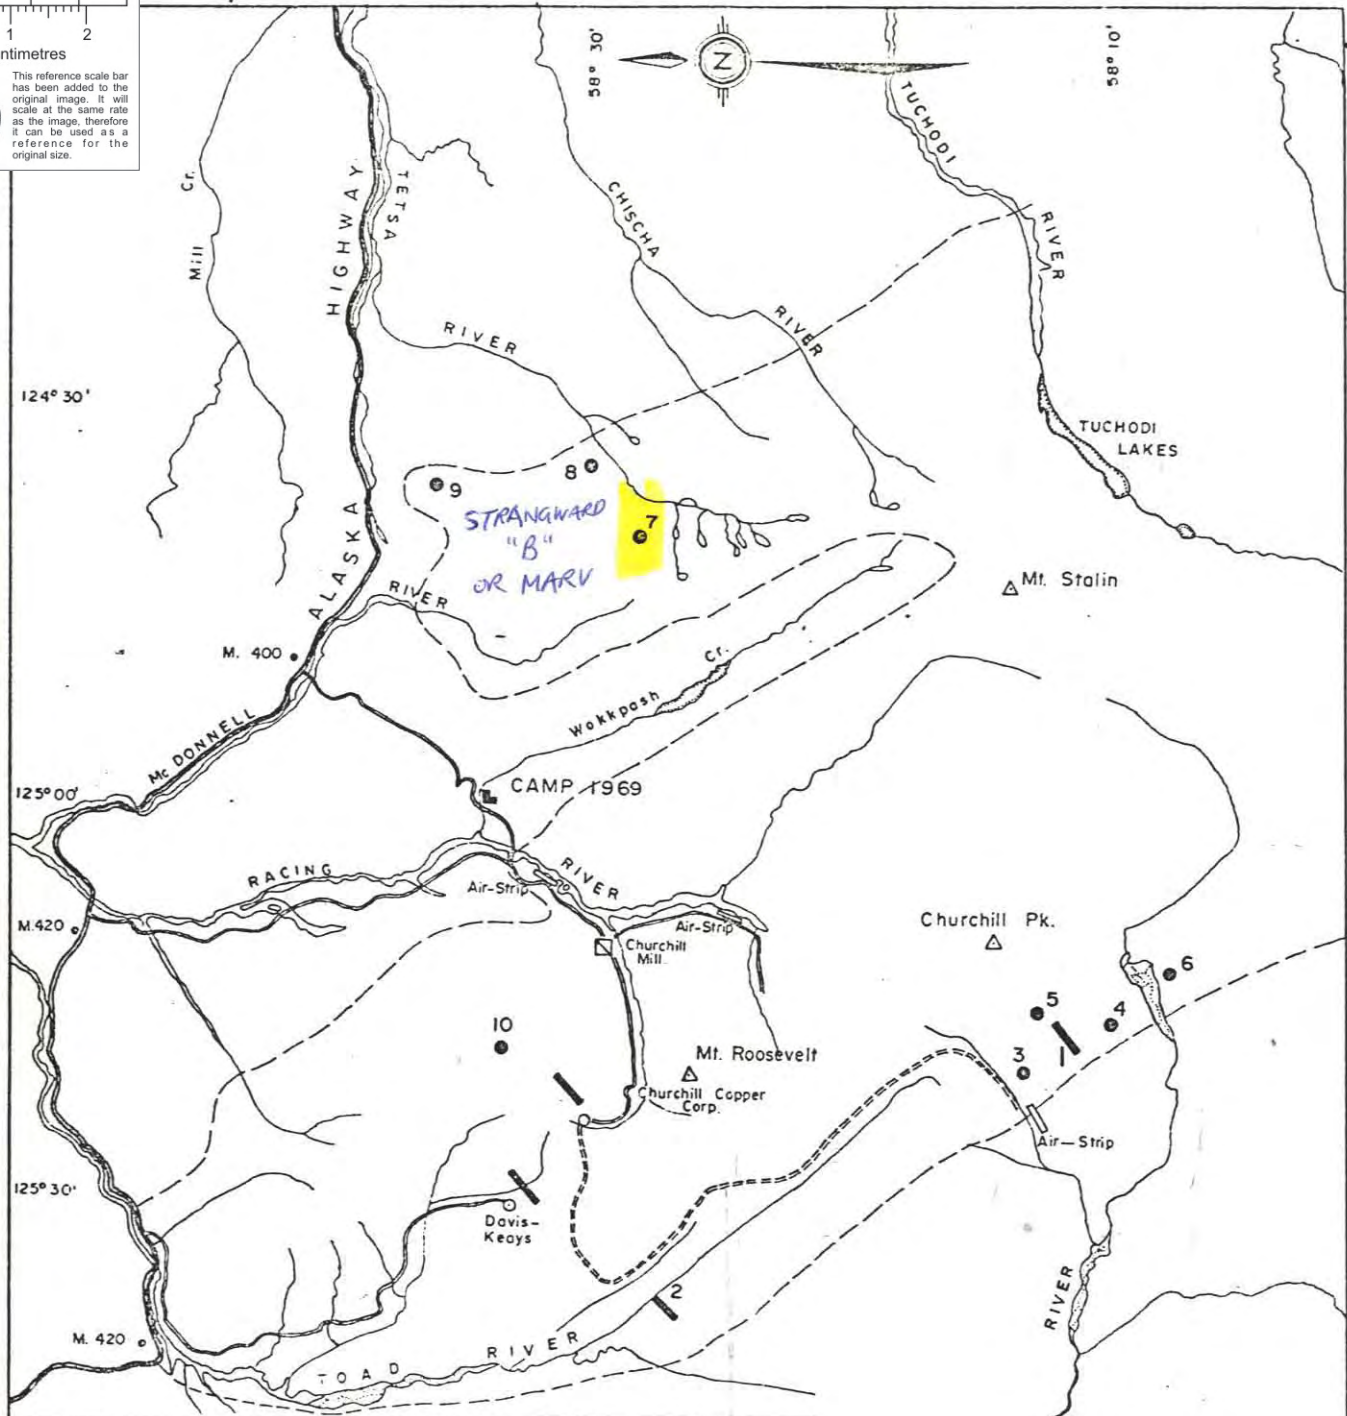 1 2
ntimetres
This reference scale bar
has been added to the
original image. It will
scale at the same rate
as the image, therefore
it can be used as a
reference for the
original size.
58° 30'
N
58° 10'
TUCHODI
RIVER
Cr.
Mill
HIGHWAY
TETSA
RIVER
CHISCHA
RIVER
124° 30'
TUCHODI
LAKES
8
9
STRANGWARD
"B"
OR MARV
7
ALASKA
RIVER
Mt. Stalin
M. 400
Wokkpash Cr.
McDONNELL
125° 00'
CAMP 1969
RACING
RIVER
Air-Strip
Air-Strip
M.420
Churchill
Mill
Churchill Pk.
6
5
4
10
3
1
Mt. Roosevelt
Churchill Copper
Corp.
Air-Strip
125° 30'
Davis-
Keays
2
RIVER
M. 420
TOAD
RIVER